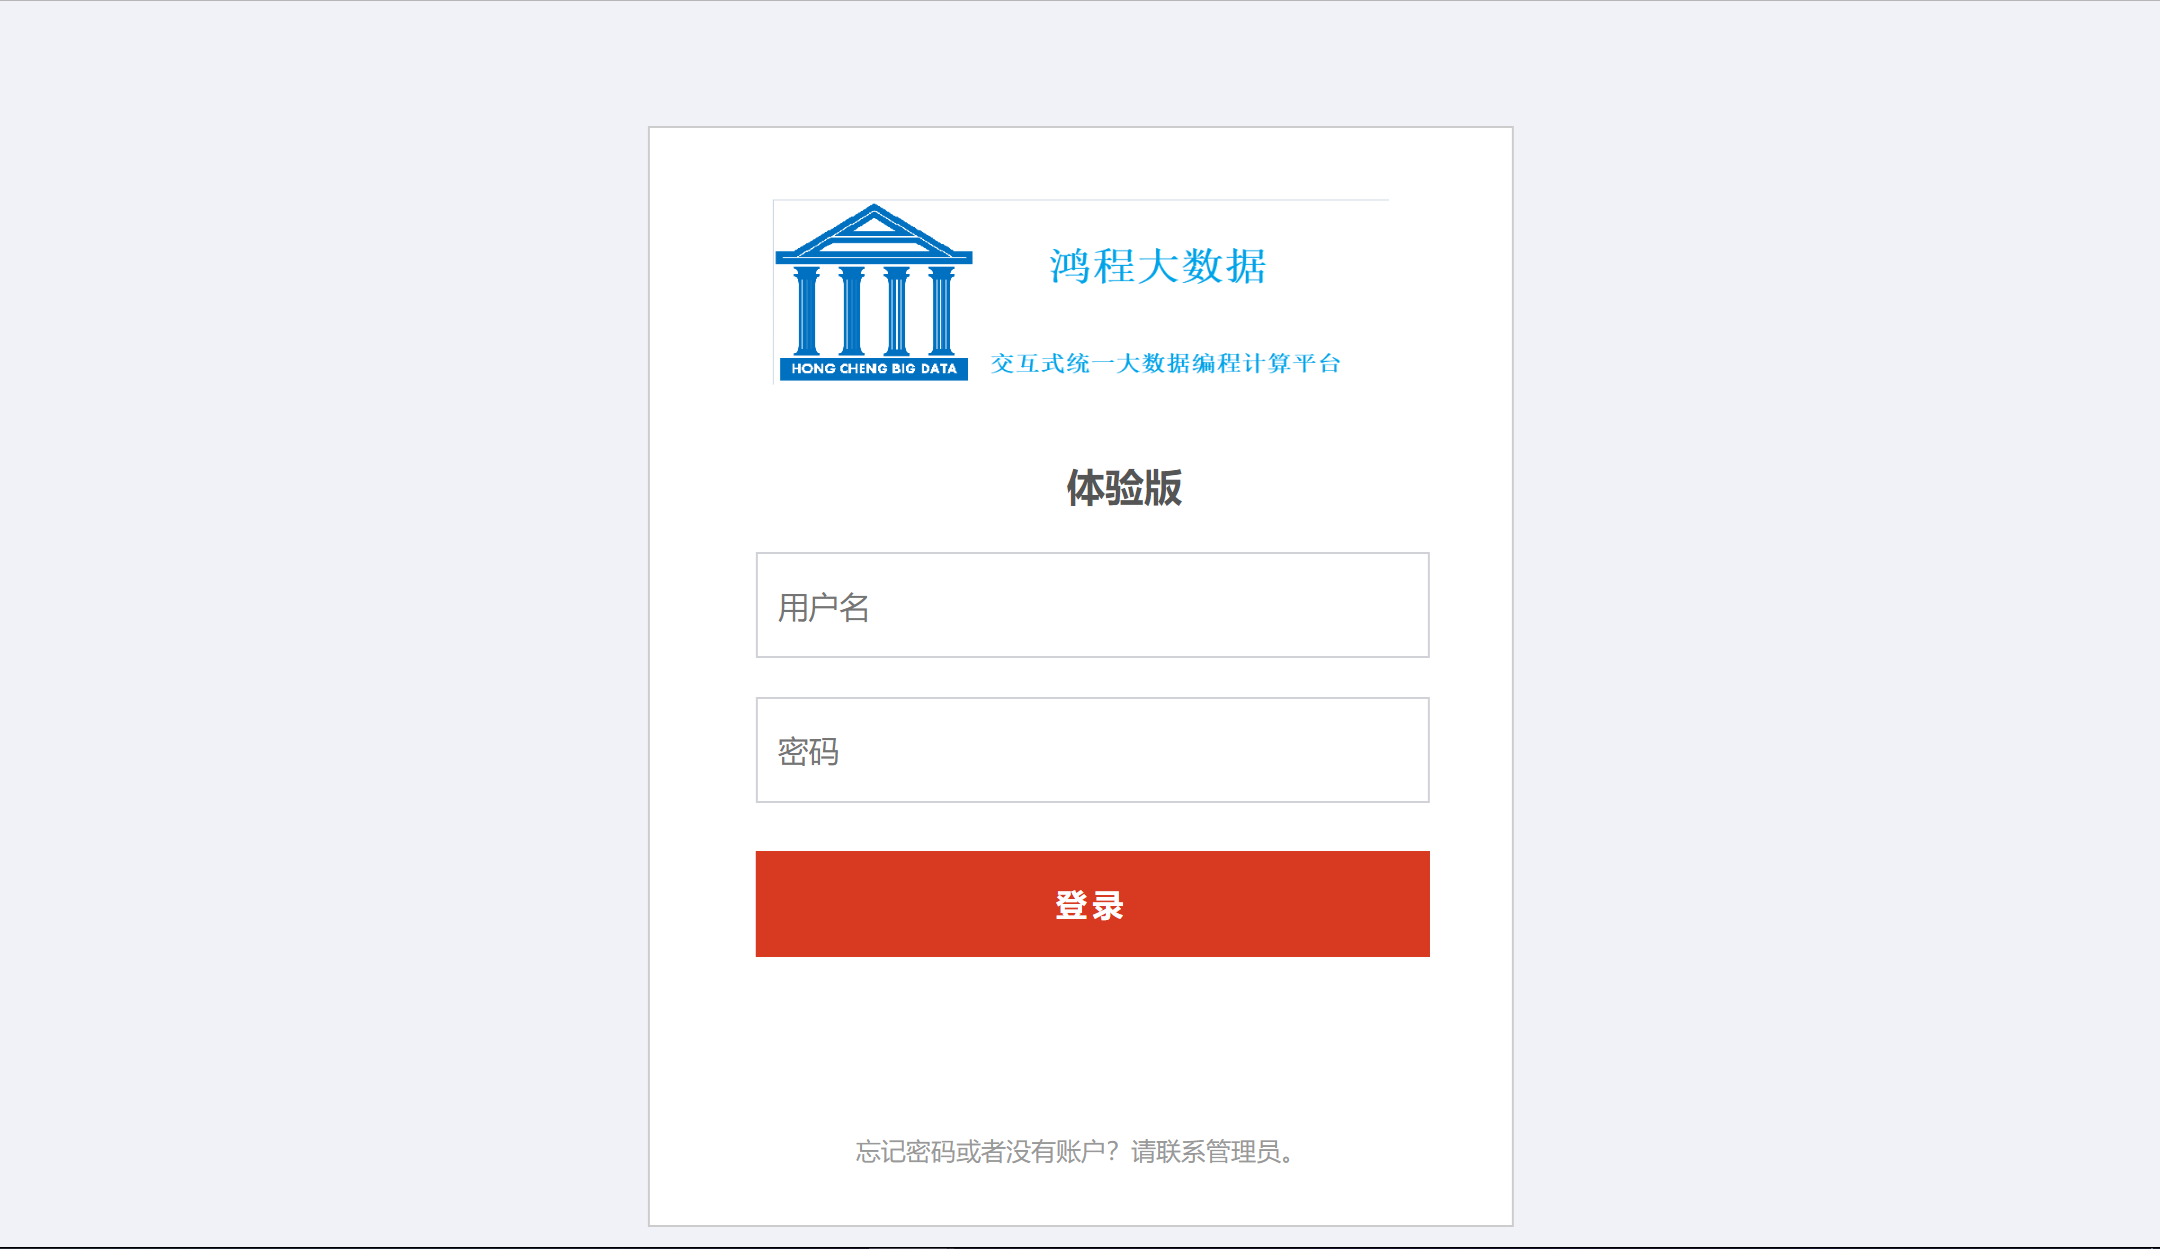 鸿程大数据
HONG CHENG BIG DATA
交互式统一大数据编程计算平台
体验版
用户名
密码
登录
忘记密码或者没有账户？请联系管理员。